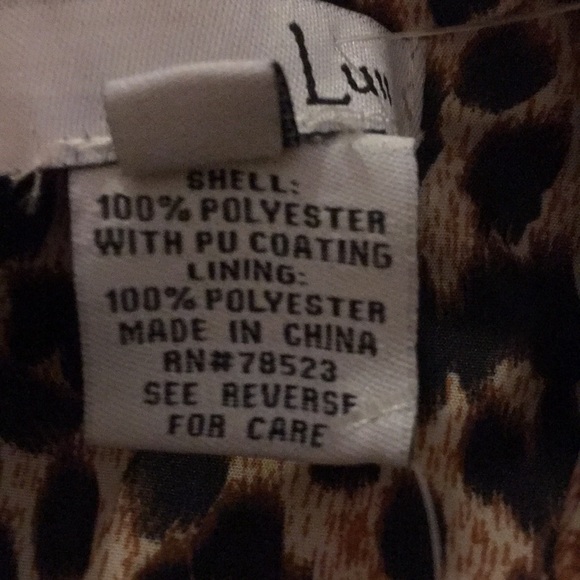 SHELL:
100% POLYESTER
WITH PU COATING
LINING:
100% POLYESTER
MADE IN CHINA
RN#78523
SEE REVERSE
FOR CARE